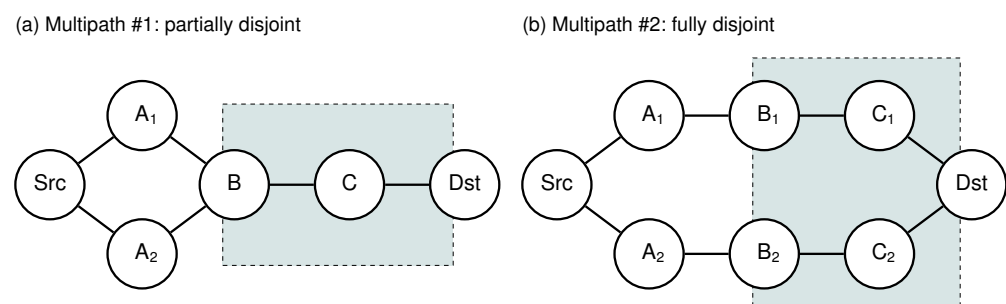 (a) Multipath #1: partially disjoint
A₁
Src
B
C
Dst
A₂
(b) Multipath #2: fully disjoint
A₁
B₁
C₁
Src
Dst
A₂
B₂
C₂